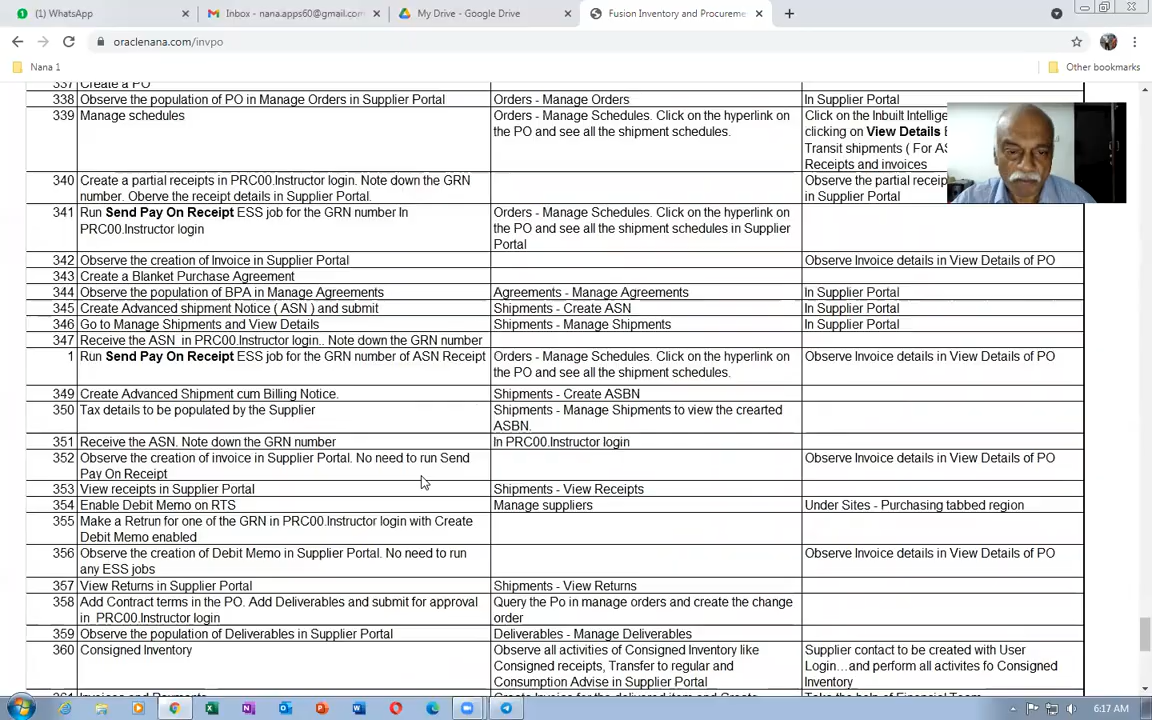 (1) WhatsApp
Inbox - nana.apps60@gmail.com
My Drive - Google Drive
Fusion Inventory and Procureme
oraclenana.com/invpo
Nana 1
Other bookmarks
337 Create a PO
338 Observe the population of PO in Manage Orders in Supplier Portal Orders - Manage Orders In Supplier Portal
339 Manage schedules Orders - Manage Schedules. Click on the hyperlink on Click on the Inbuilt Intellige
the PO and see all the shipment schedules. clicking on View Details
Transit shipments ( For AS
Receipts and invoices
340 Create a partial receipts in PRC00.Instructor login. Note down the GRN Observe the partial receip
number. Oberve the receipt details in Supplier Portal. in Supplier Portal
341 Run Send Pay On Receipt ESS job for the GRN number In Orders - Manage Schedules. Click on the hyperlink on
PRC00.Instructor login the PO and see all the shipment schedules in Supplier
Portal
342 Observe the creation of Invoice in Supplier Portal Observe Invoice details in View Details of PO
343 Create a Blanket Purchase Agreement
344 Observe the population of BPA in Manage Agreements Agreements - Manage Agreements In Supplier Portal
345 Create Advanced shipment Notice ( ASN ) and submit Shipments - Create ASN In Supplier Portal
346 Go to Manage Shipments and View Details Shipments - Manage Shipments In Supplier Portal
347 Receive the ASN in PRC00.Instructor login.. Note down the GRN number
1 Run Send Pay On Receipt ESS job for the GRN number of ASN Receipt Orders - Manage Schedules. Click on the hyperlink on Observe Invoice details in View Details of PO
the PO and see all the shipment schedules.
349 Create Advanced Shipment cum Billing Notice. Shipments - Create ASBN
350 Tax details to be populated by the Supplier Shipments - Manage Shipments to view the crearted
ASBN.
351 Receive the ASN. Note down the GRN number In PRC00.Instructor login
352 Observe the creation of invoice in Supplier Portal. No need to run Send Observe Invoice details in View Details of PO
Pay On Receipt
353 View receipts in Supplier Portal Shipments - View Receipts
354 Enable Debit Memo on RTS Manage suppliers Under Sites - Purchasing tabbed region
355 Make a Retrun for one of the GRN in PRC00.Instructor login with Create
Debit Memo enabled
356 Observe the creation of Debit Memo in Supplier Portal. No need to run Observe Invoice details in View Details of PO
any ESS jobs
357 View Returns in Supplier Portal Shipments - View Returns
358 Add Contract terms in the PO. Add Deliverables and submit for approval Query the Po in manage orders and create the change
in PRC00.Instructor login order
359 Observe the population of Deliverables in Supplier Portal Deliverables - Manage Deliverables
360 Consigned Inventory Observe all activities of Consigned Inventory like Supplier contact to be created with User
Consigned receipts, Transfer to regular and Login...and perform all activites fo Consigned
Consumption Advise in Supplier Portal Inventory
361 Invoices and Payments Create Invoice for the delivered item and Create Take the help of Financial Team
6:17 AM